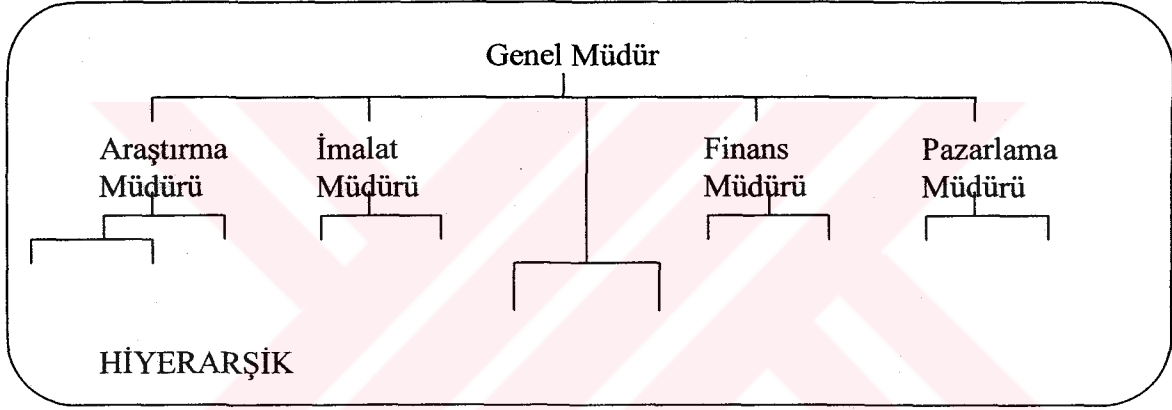 Genel Müdür
Araştırma
Müdürü
İmalat
Müdürü
Finans
Müdürü
Pazarlama
Müdürü
HİYERARŞİK